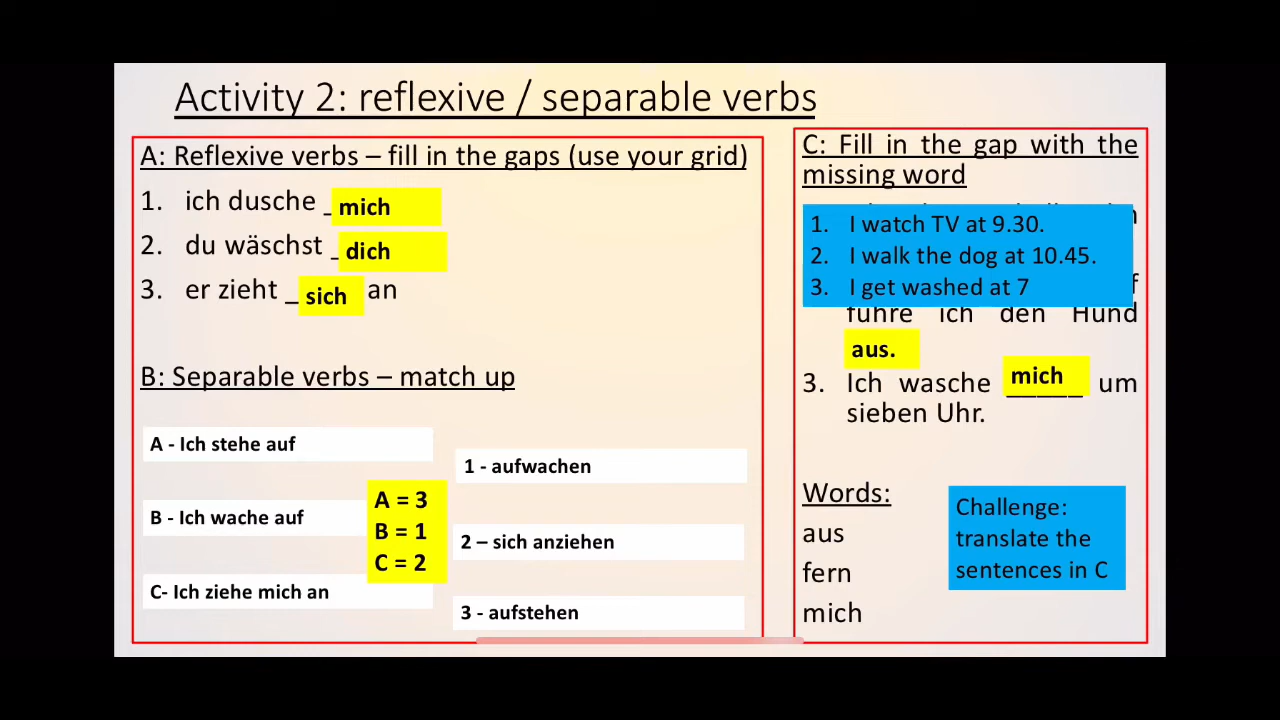 Activity 2: reflexive / separable verbs
A: Reflexive verbs – fill in the gaps (use your grid)
1. ich dusche _ mich
2. du wäschst _ dich
3. er zieht _ sich an
B: Separable verbs – match up
A - Ich stehe auf
B - Ich wache auf
C- Ich ziehe mich an
A = 3
B = 1
C = 2
1 - aufwachen
2 – sich anziehen
3 - aufstehen
C: Fill in the gap with the
missing word
1. I watch TV at 9.30.
2. I walk the dog at 10.45.
3. I get washed at 7
führe ich den Hund
aus.
3. Ich wasche mich um
sieben Uhr.
Words:
aus
fern
mich
Challenge:
translate the
sentences in C